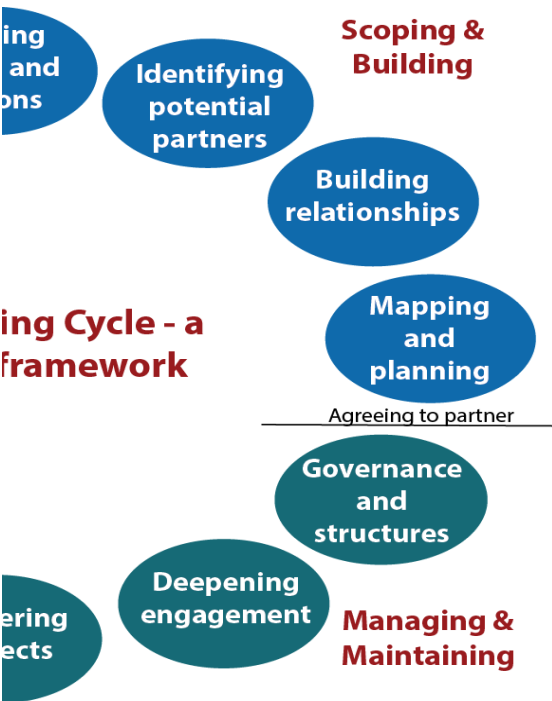 Scoping &
Building
ing
and
ons
Identifying
potential
partners
Building
relationships
Mapping
and
planning
ing Cycle - a
framework
Agreeing to partner
Governance
and
structures
Deepening
engagement
ering
ects
Managing &
Maintaining